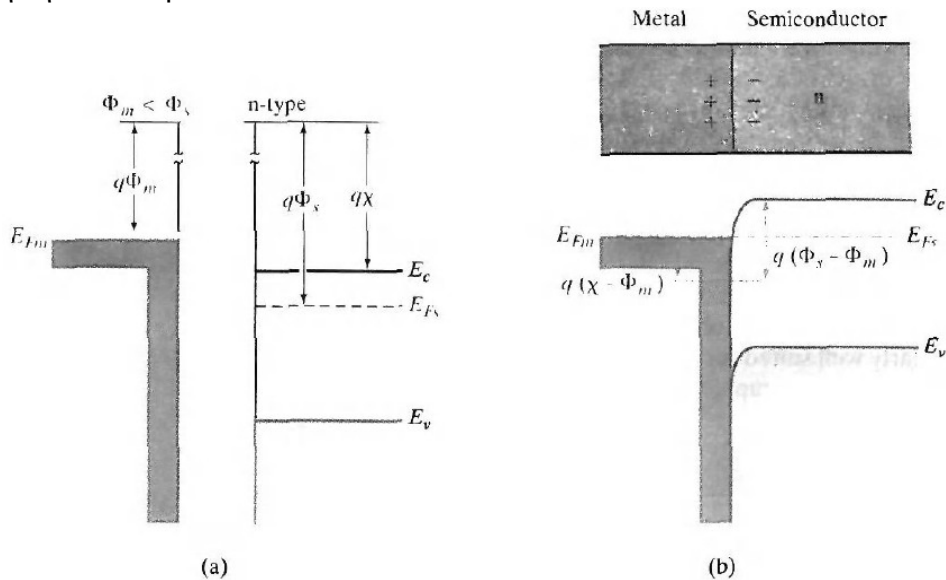 Metal Semiconductor
Φm < Φs
n-type
qΦm
qΦs
qχ
EFm
Ec
EFs
Ev
(a)
+ −
+ −
+ −
n
Ec
EFm
EFs
q (Φs - Φm)
q (χ - Φm)
Ev
(b)